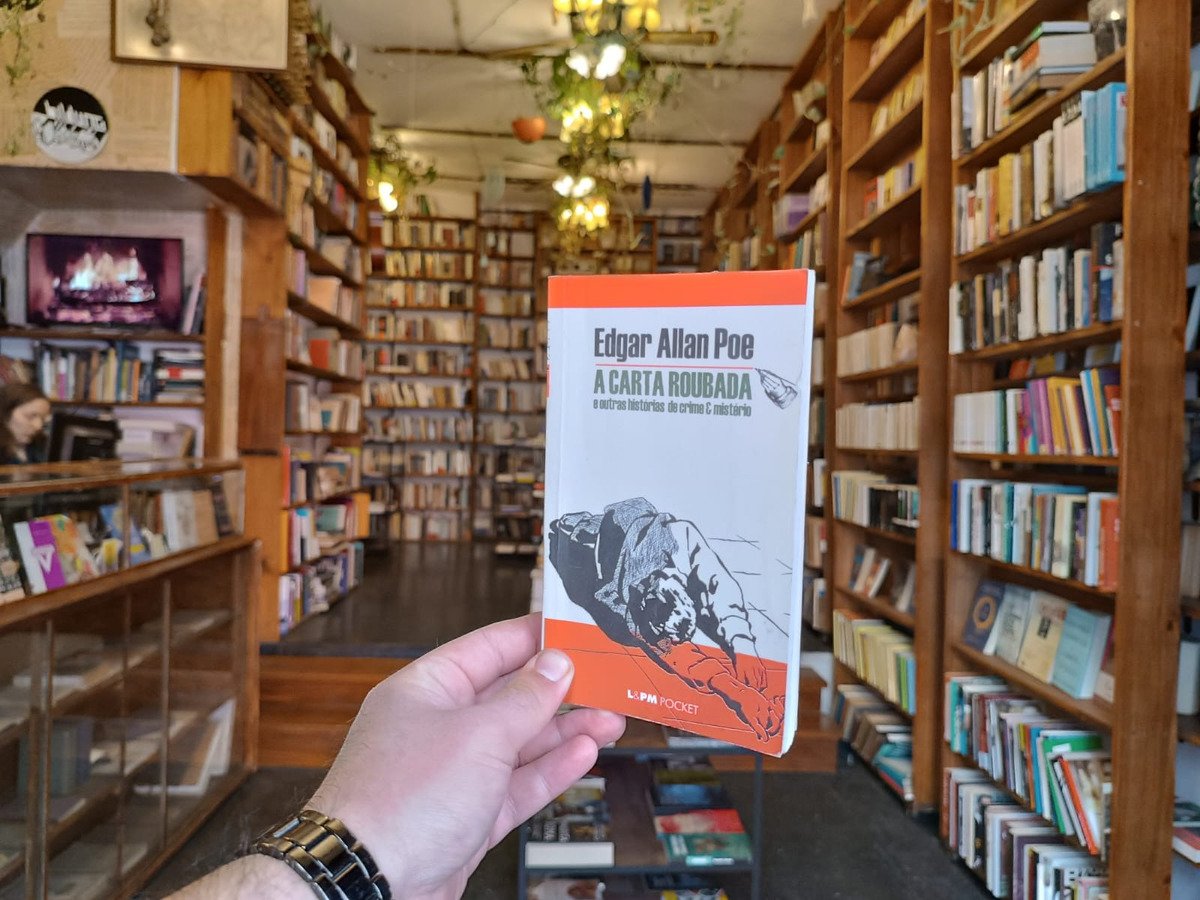 Edgar Allan Poe
A CARTA ROUBADA
e outras histórias de crime & mistério
L&PM POCKET